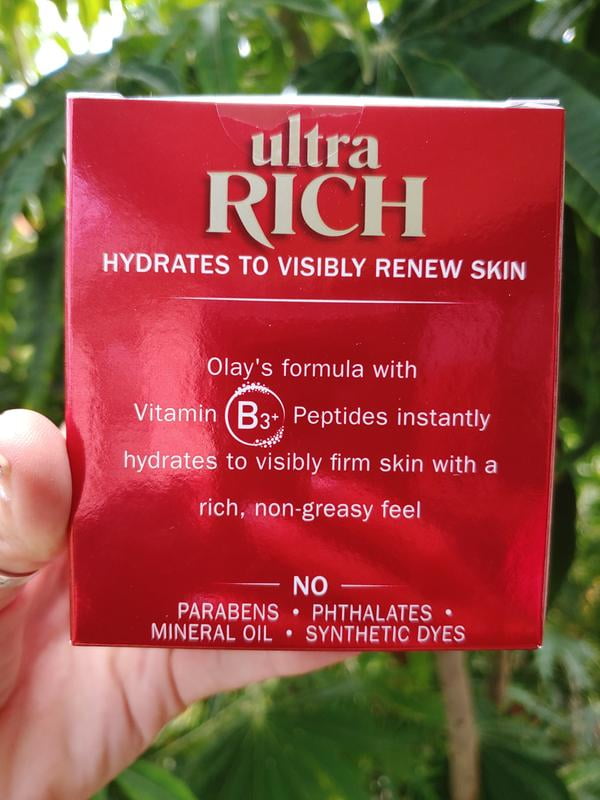 ultra
RICH
HYDRATES TO VISIBLY RENEW SKIN
Olay's formula with
Vitamin B3+ Peptides instantly
hydrates to visibly firm skin with a
rich, non-greasy feel
NO
PARABENS • PHTHALATES •
MINERAL OIL • SYNTHETIC DYES